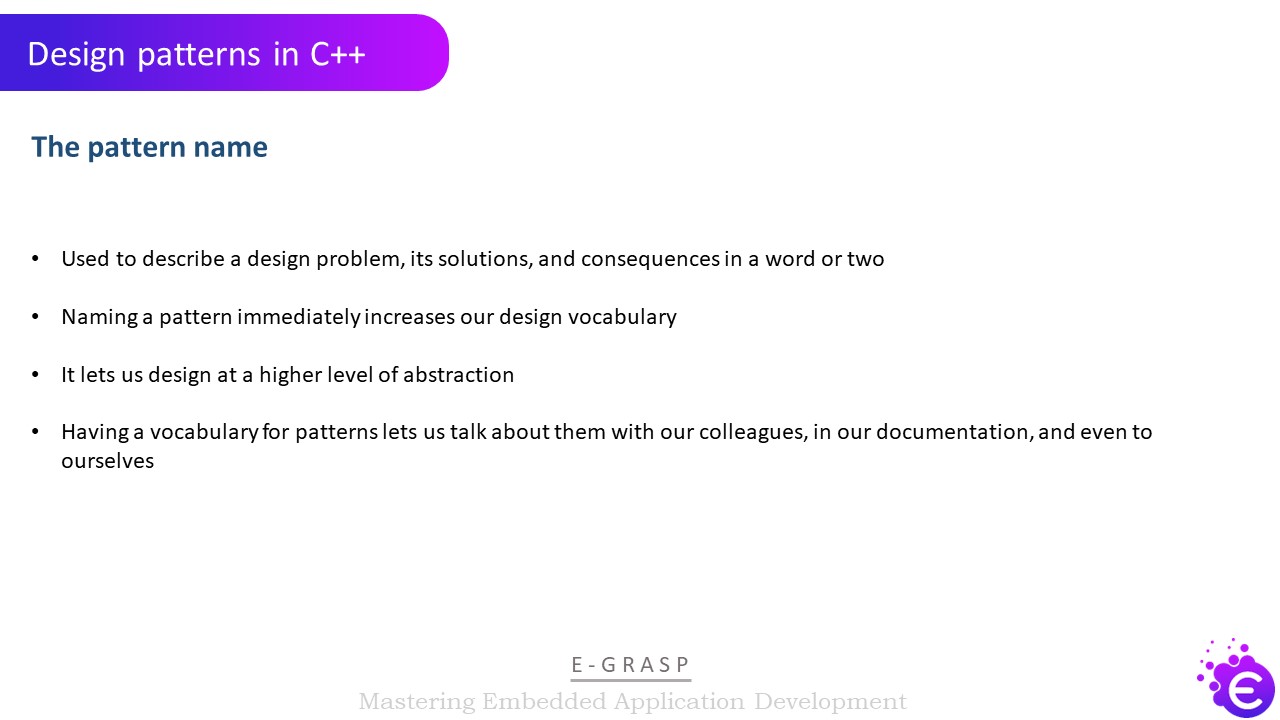 Design patterns in C++
The pattern name
• Used to describe a design problem, its solutions, and consequences in a word or two
• Naming a pattern immediately increases our design vocabulary
• It lets us design at a higher level of abstraction
• Having a vocabulary for patterns lets us talk about them with our colleagues, in our documentation, and even to
ourselves
E-GRASP
Mastering Embedded Application Development
e